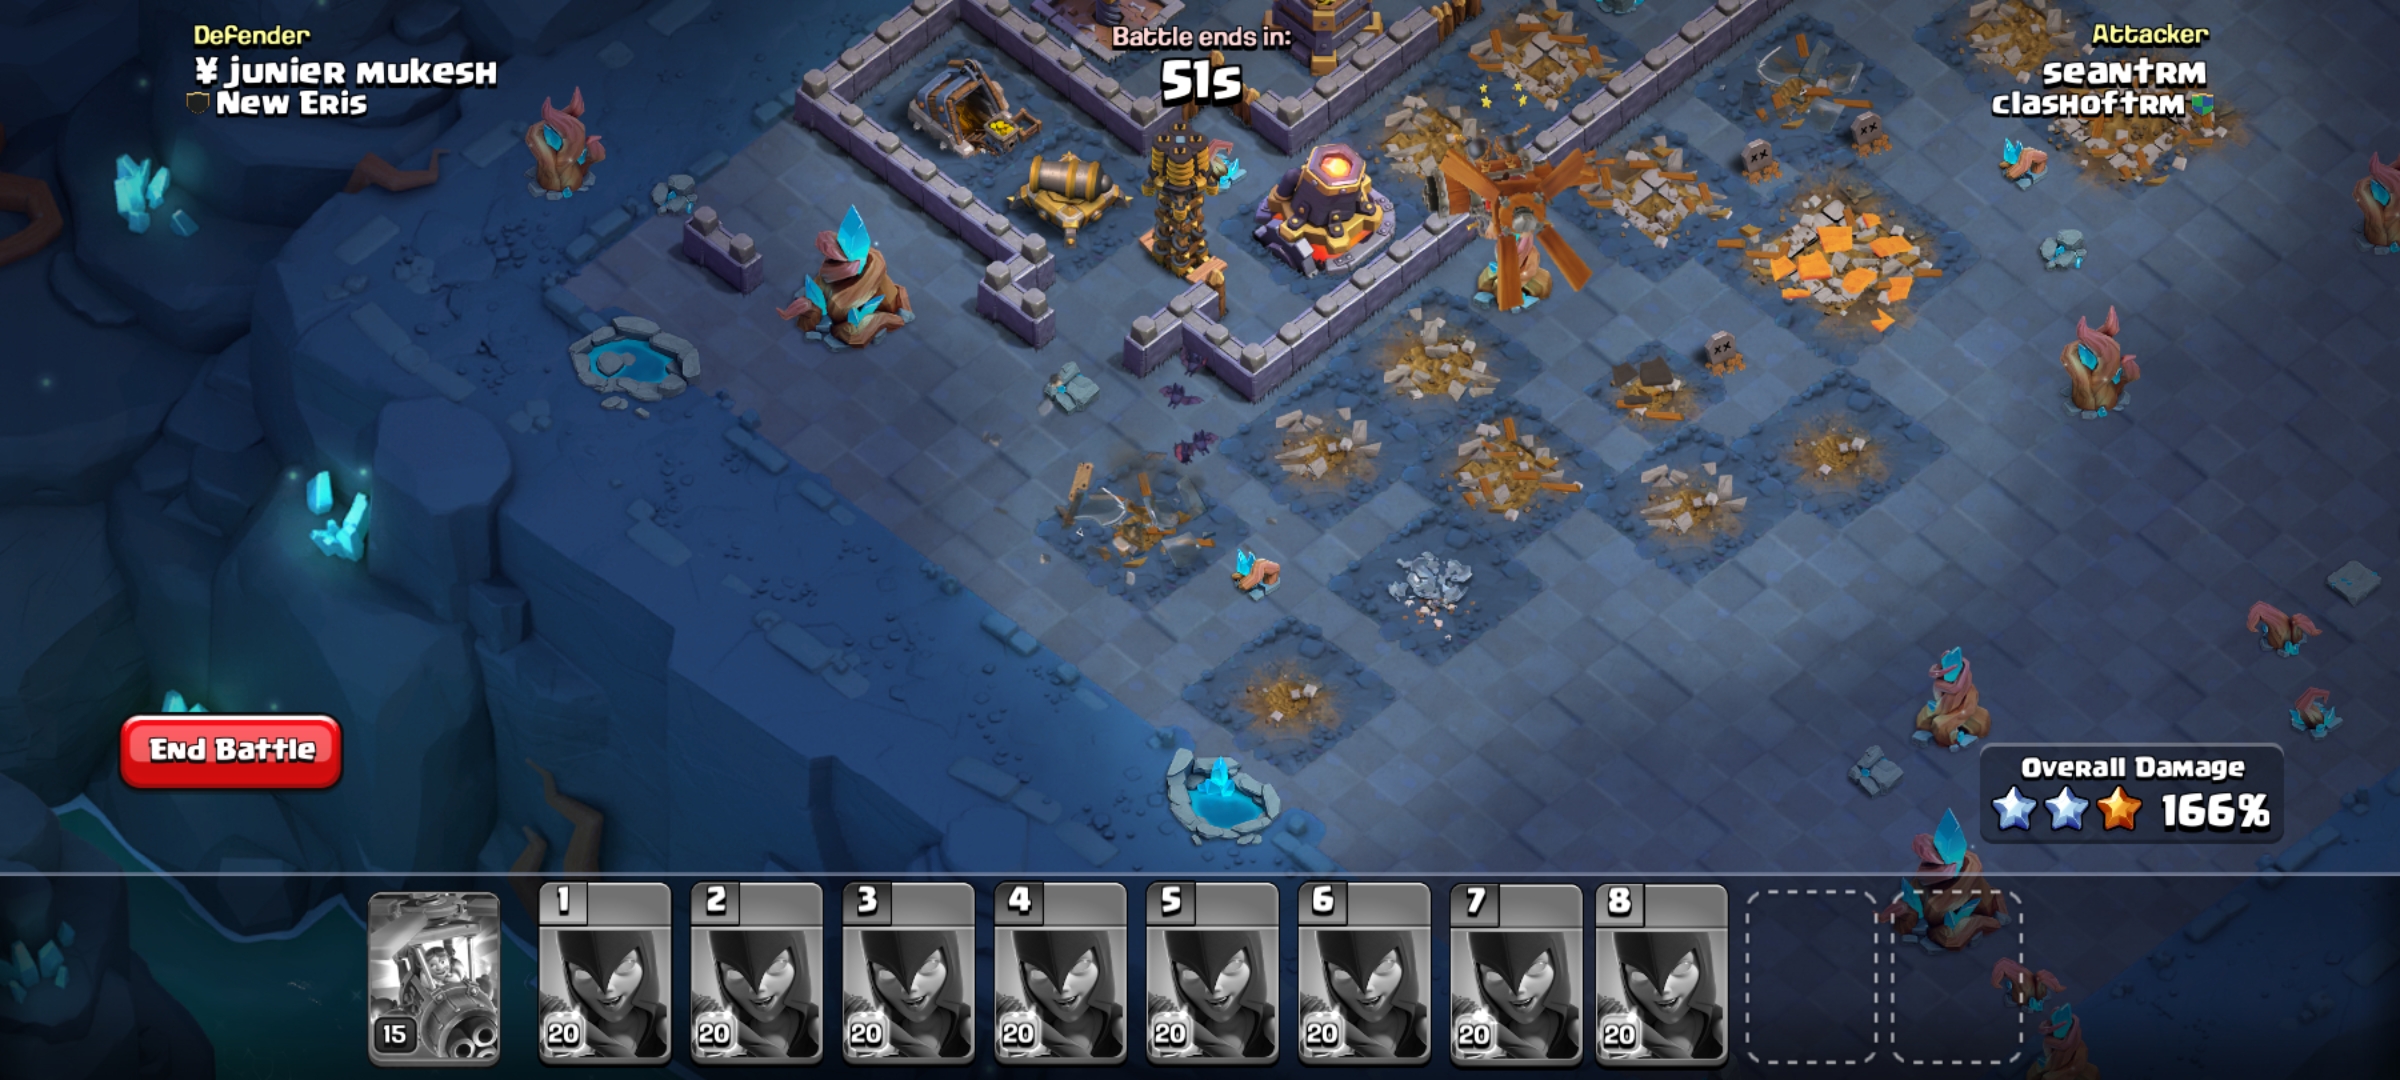 Defender
¥ junier mukesh
New Eris
Battle ends in:
51s
Attacker
seantrm
clashoftrm
End Battle
Overall Damage
166%
15
1
20
2
20
3
20
4
20
5
20
6
20
7
20
8
20